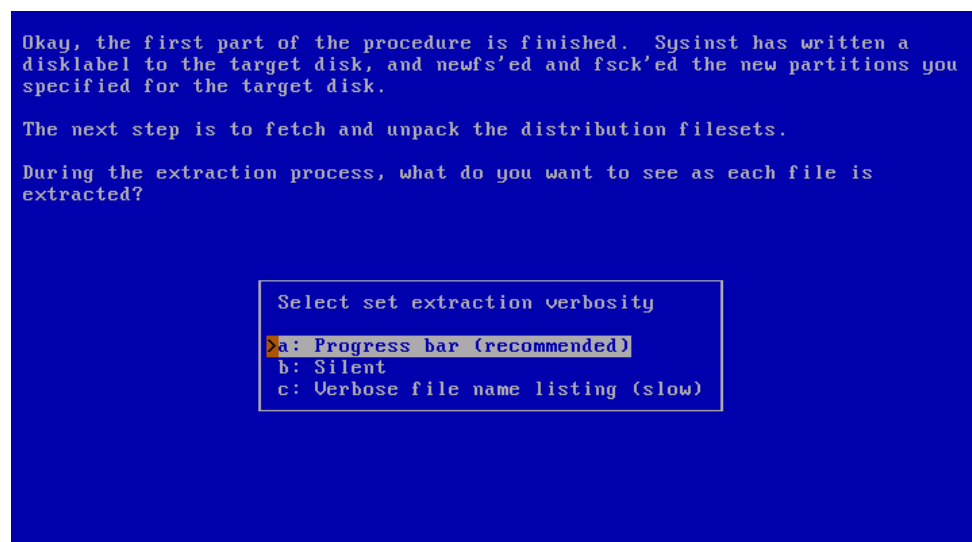 Okay, the first part of the procedure is finished.  Sysinst has written a
disklabel to the target disk, and newfs'ed and fsck'ed the new partitions you
specified for the target disk.
The next step is to fetch and unpack the distribution filesets.
During the extraction process, what do you want to see as each file is
extracted?
Select set extraction verbosity
>a: Progress bar (recommended)
b: Silent
c: Verbose file name listing (slow)